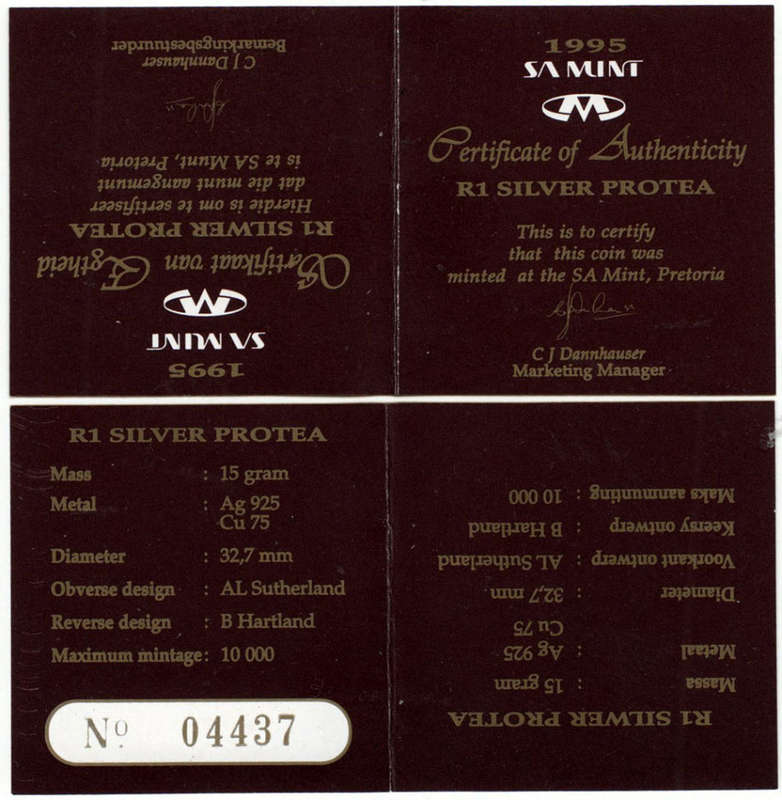 1995
SA MINT
Certificate of Authenticity
R1 SILVER PROTEA
This is to certify
that this coin was
minted at the SA Mint, Pretoria
C J Dannhauser
Marketing Manager
1995
SA MUNT
Sertifikaat van Egtheid
R1 SILWER PROTEA
Hierdie is om te sertifiseer
dat die munt aangemunt
is te SA Munt, Pretoria
C J Dannhauser
Bemarkingsbestuurder
R1 SILVER PROTEA
Mass : 15 gram
Metal : Ag 925
Cu 75
Diameter : 32,7 mm
Obverse design : AL Sutherland
Reverse design : B Hartland
Maximum mintage : 10 000
Nº 04437
R1 SILWER PROTEA
Massa : 15 gram
Metaal : Ag 925
Cu 75
Diameter : 32,7 mm
Voorkant ontwerp : AL Sutherland
Keersy ontwerp : B Hartland
Maks aanmunting : 10 000